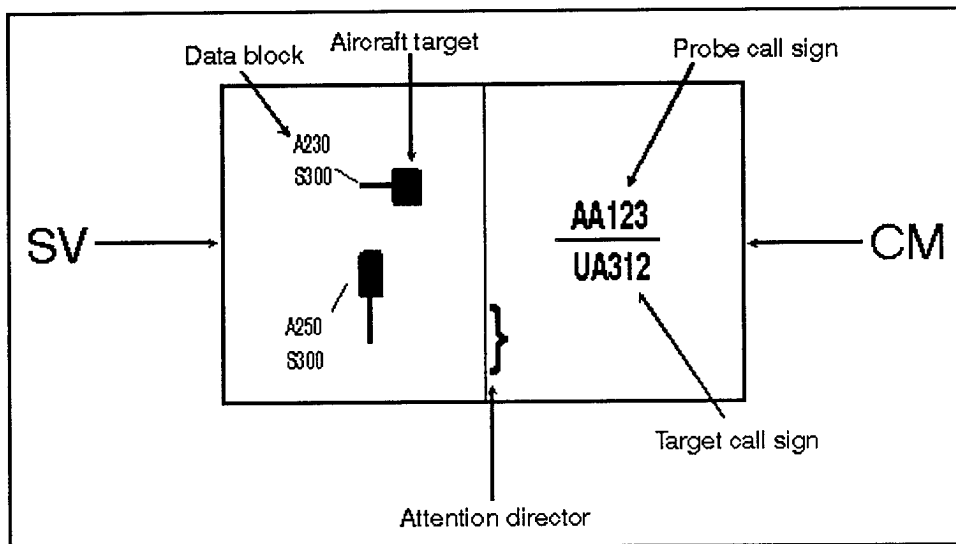 Data block
Aircraft target
Probe call sign
A230
S300
AA123
UA312
SV
CM
A250
S300
}
Target call sign
Attention director